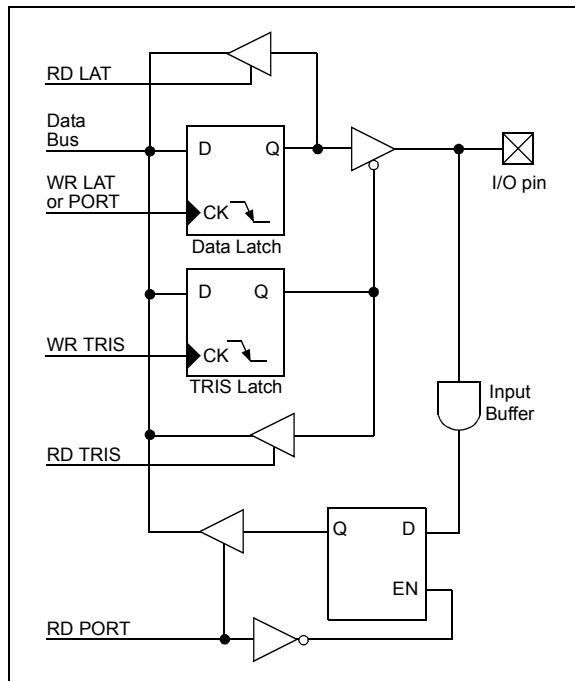 RD LAT
Data
Bus
D
Q
WR LAT
or PORT
CK
Data Latch
I/O pin
D
Q
WR TRIS
CK
TRIS Latch
Input
Buffer
RD TRIS
Q
D
EN
RD PORT